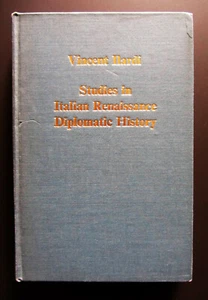 Vincent Ilardi
Studies in
Italian Renaissance
Diplomatic History